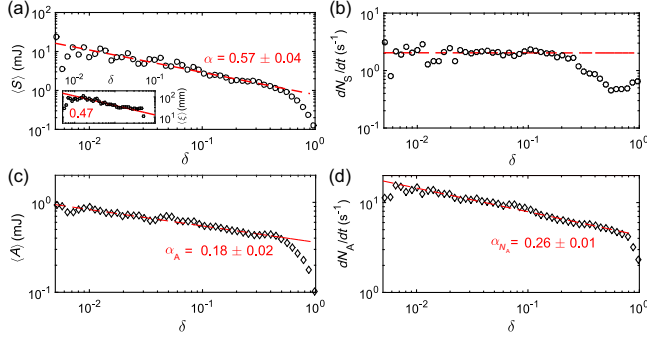 (a)
10²
10¹
10⁰
10⁻¹
⟨S⟩ (mJ)
α = 0.57 ± 0.04
10⁻² δ 10⁻¹
10²
10⁰
⟨ξ⟩ (mm)
0.47
10⁻² 10⁻¹ 10⁰
δ
(b)
10¹
10⁰
10⁻¹
dN_S/dt (s⁻¹)
10⁻² 10⁻¹ 10⁰
δ
(c)
10⁰
10⁻¹
⟨A⟩ (mJ)
α_A = 0.18 ± 0.02
10⁻² 10⁻¹ 10⁰
δ
(d)
10¹
10⁰
dN_A/dt (s⁻¹)
α_{N_A} = 0.26 ± 0.01
10⁻² 10⁻¹ 10⁰
δ